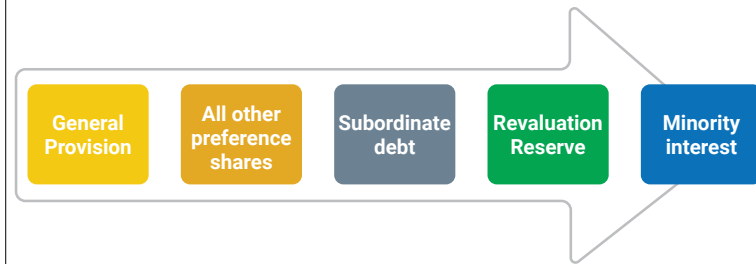 General
Provision
All other
preference
shares
Subordinate
debt
Revaluation
Reserve
Minority
interest